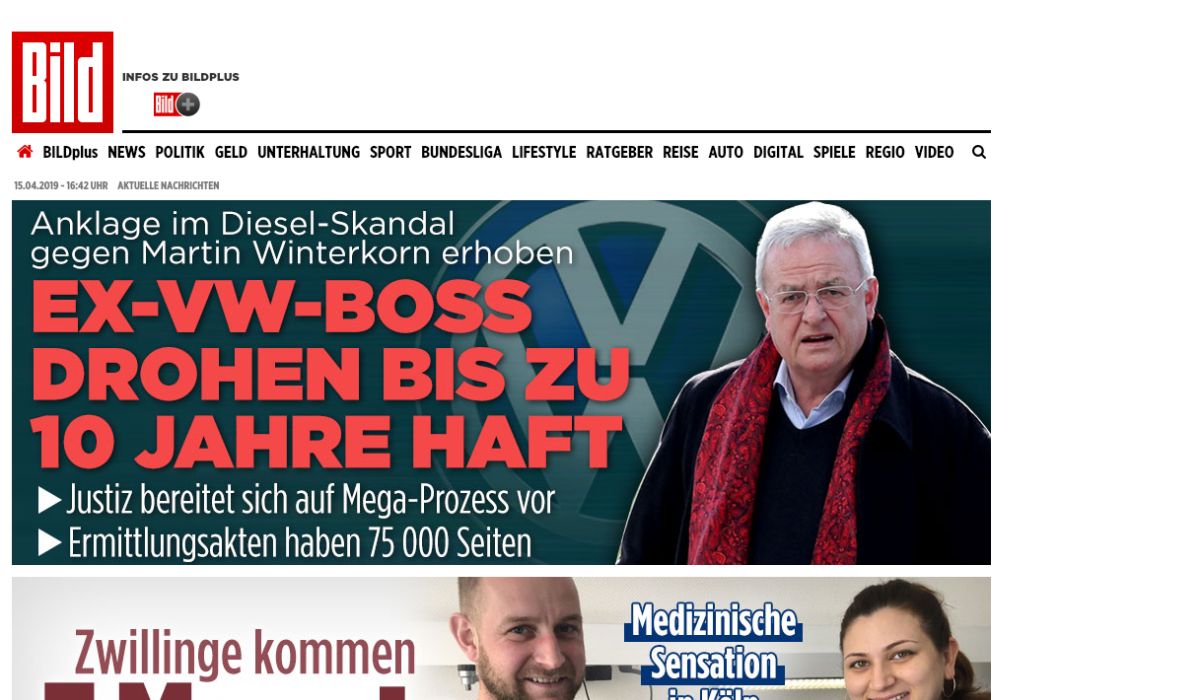 Bild
INFOS ZU BILDPLUS
Bild +
BILDplus NEWS POLITIK GELD UNTERHALTUNG SPORT BUNDESLIGA LIFESTYLE RATGEBER REISE AUTO DIGITAL SPIELE REGIO VIDEO
15.04.2019 - 16:42 UHR AKTUELLE NACHRICHTEN
Anklage im Diesel-Skandal
gegen Martin Winterkorn erhoben
EX-VW-BOSS
DROHEN BIS ZU
10 JAHRE HAFT
▶ Justiz bereitet sich auf Mega-Prozess vor
▶ Ermittlungsakten haben 75 000 Seiten
Zwillinge kommen
Medizinische
Sensation
in Köln